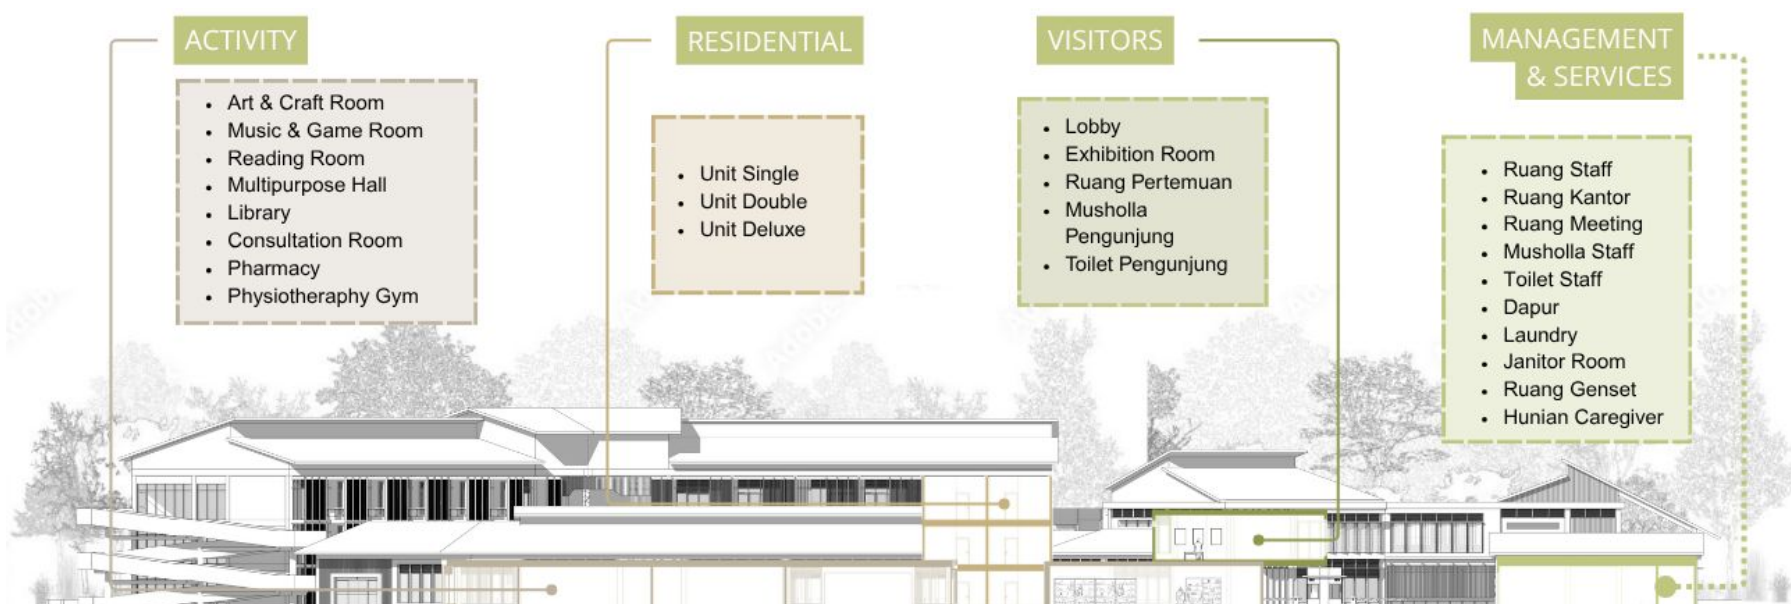 ACTIVITY
• Art & Craft Room
• Music & Game Room
• Reading Room
• Multipurpose Hall
• Library
• Consultation Room
• Pharmacy
• Physiotheraphy Gym
RESIDENTIAL
• Unit Single
• Unit Double
• Unit Deluxe
VISITORS
• Lobby
• Exhibition Room
• Ruang Pertemuan
• Musholla
Pengunjung
• Toilet Pengunjung
MANAGEMENT
& SERVICES
• Ruang Staff
• Ruang Kantor
• Ruang Meeting
• Musholla Staff
• Toilet Staff
• Dapur
• Laundry
• Janitor Room
• Ruang Genset
• Hunian Caregiver